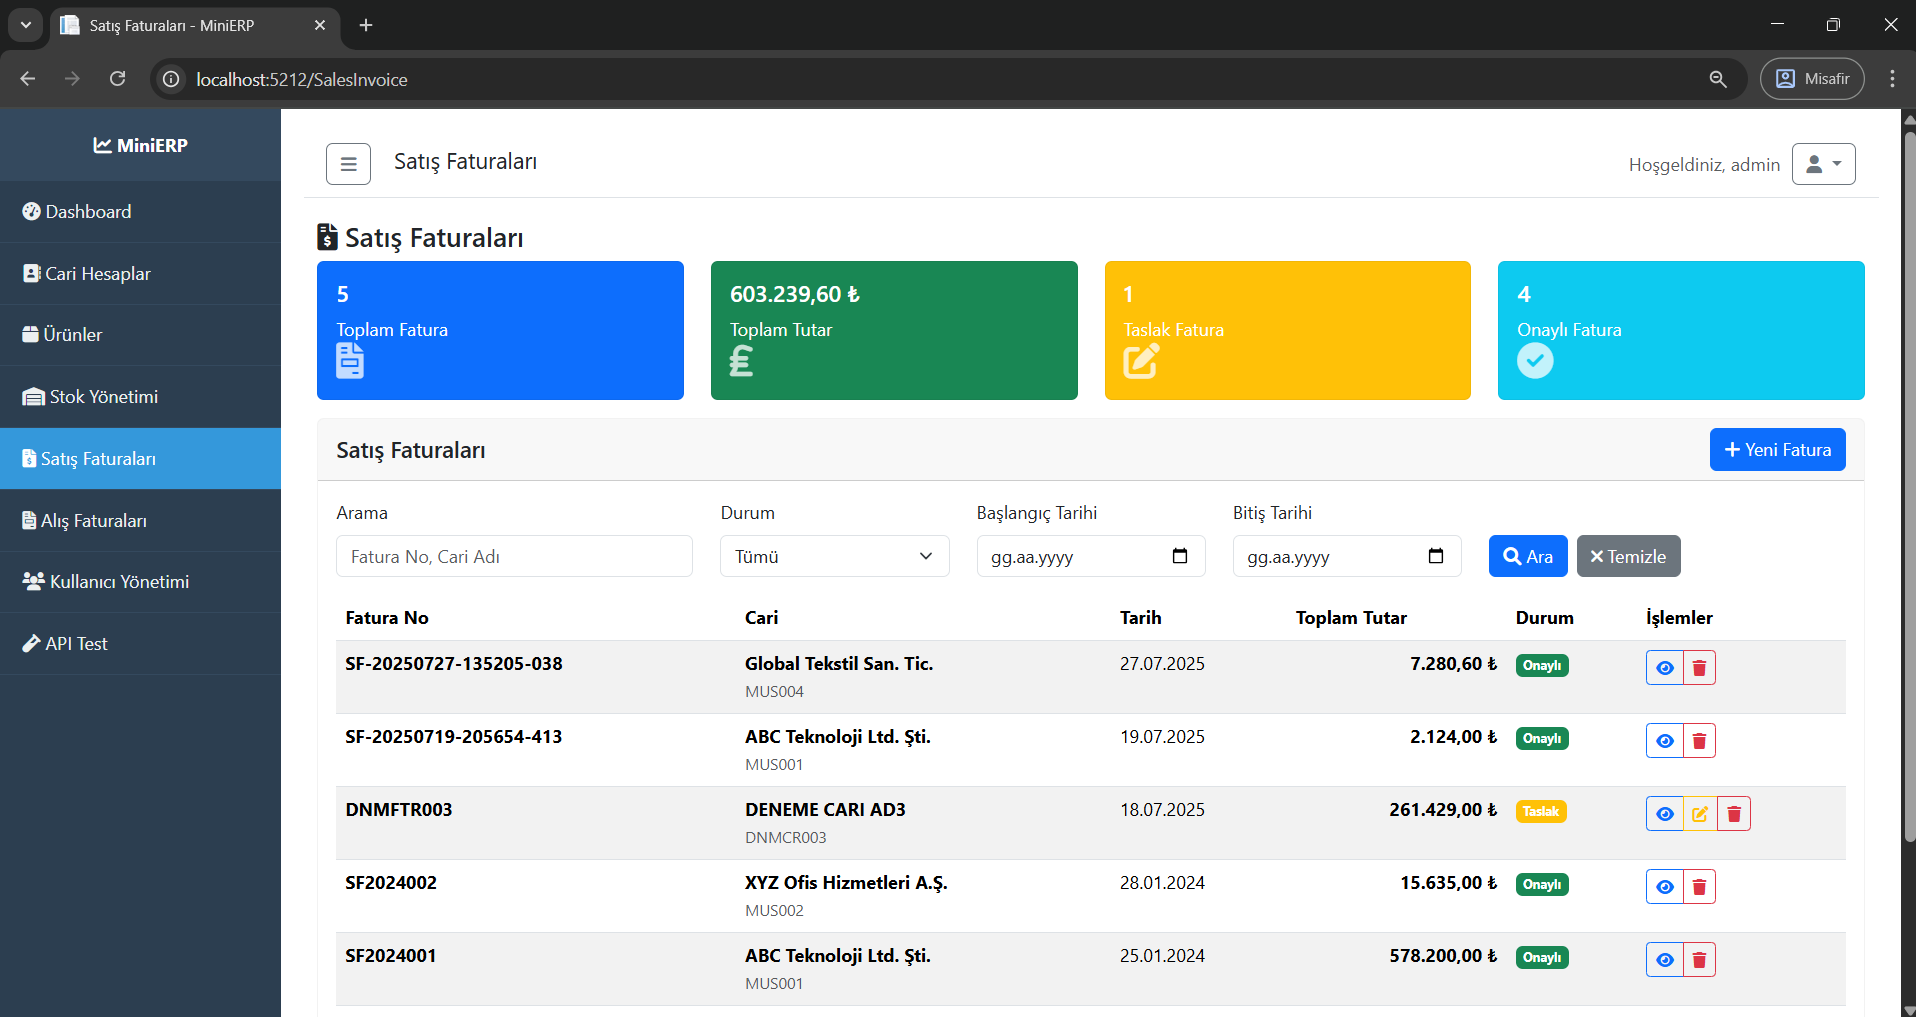 Satış Faturaları - MiniERP
localhost:5212/SalesInvoice
Misafir
MiniERP
Dashboard
Cari Hesaplar
Ürünler
Stok Yönetimi
Satış Faturaları
Alış Faturaları
Kullanıcı Yönetimi
API Test
Satış Faturaları
Hoşgeldiniz, admin
Satış Faturaları
5
Toplam Fatura
603.239,60 ₺
Toplam Tutar
£
1
Taslak Fatura
4
Onaylı Fatura
Satış Faturaları
Yeni Fatura
Arama Durum Başlangıç Tarihi Bitiş Tarihi
Fatura No, Cari Adı Tümü gg.aa.yyyy gg.aa.yyyy Ara Temizle
Fatura No Cari Tarih Toplam Tutar Durum İşlemler
SF-20250727-135205-038 Global Tekstil San. Tic. 27.07.2025 7.280,60 ₺ Onaylı
MUS004
SF-20250719-205654-413 ABC Teknoloji Ltd. Şti. 19.07.2025 2.124,00 ₺ Onaylı
MUS001
DNMFTR003 DENEME CARI AD3 18.07.2025 261.429,00 ₺ Taslak
DNMCR003
SF2024002 XYZ Ofis Hizmetleri A.Ş. 28.01.2024 15.635,00 ₺ Onaylı
MUS002
SF2024001 ABC Teknoloji Ltd. Şti. 25.01.2024 578.200,00 ₺ Onaylı
MUS001